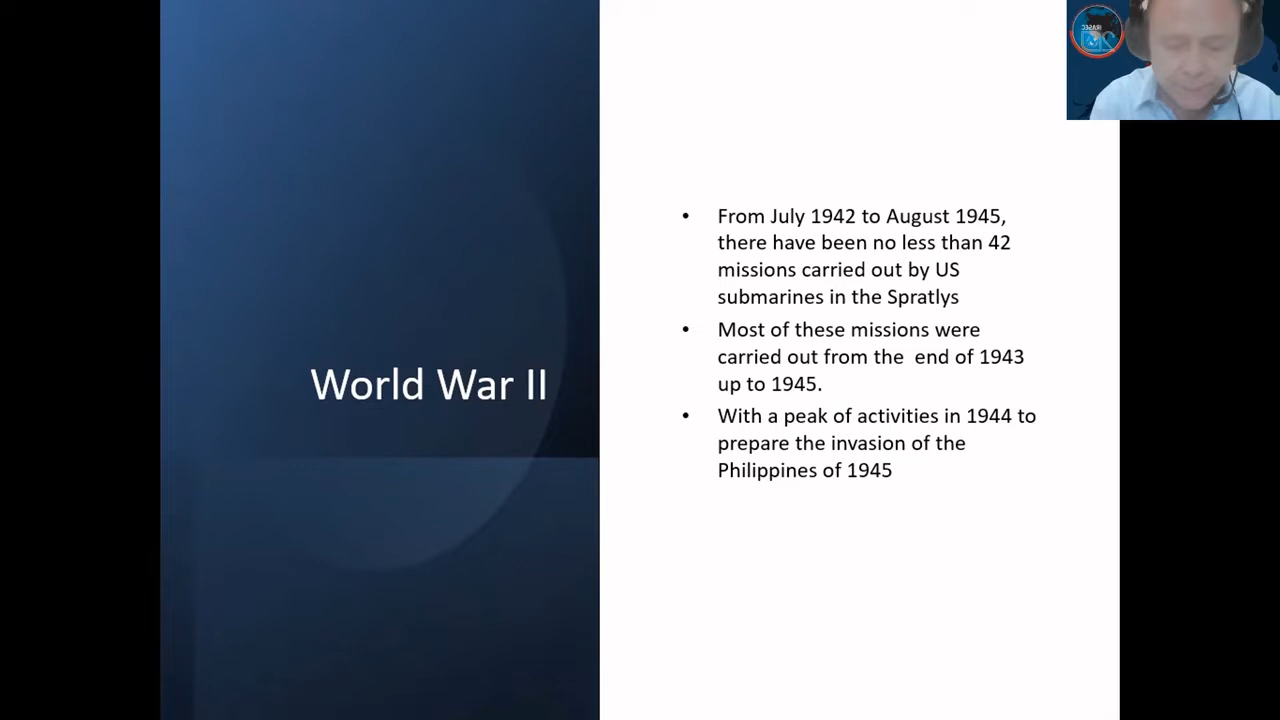 World War II
• From July 1942 to August 1945,
there have been no less than 42
missions carried out by US
submarines in the Spratlys
• Most of these missions were
carried out from the  end of 1943
up to 1945.
• With a peak of activities in 1944 to
prepare the invasion of the
Philippines of 1945
IRASEC